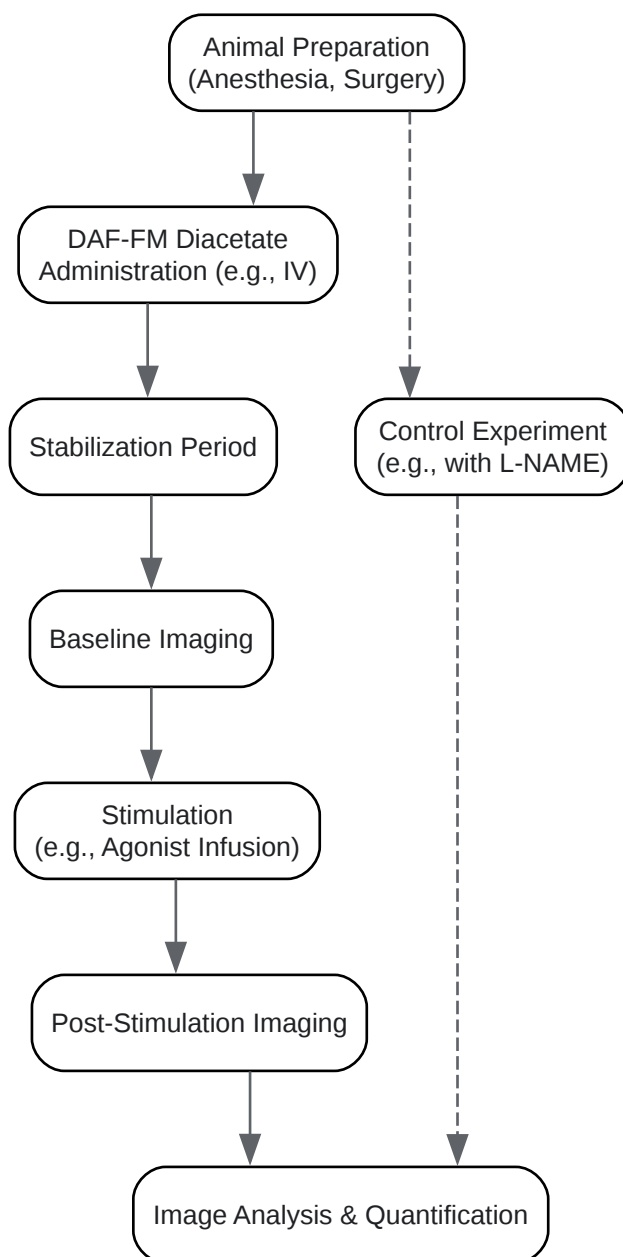 Animal Preparation
(Anesthesia, Surgery)
DAF-FM Diacetate
Administration (e.g., IV)
Stabilization Period
Control Experiment
(e.g., with L-NAME)
Baseline Imaging
Stimulation
(e.g., Agonist Infusion)
Post-Stimulation Imaging
Image Analysis & Quantification